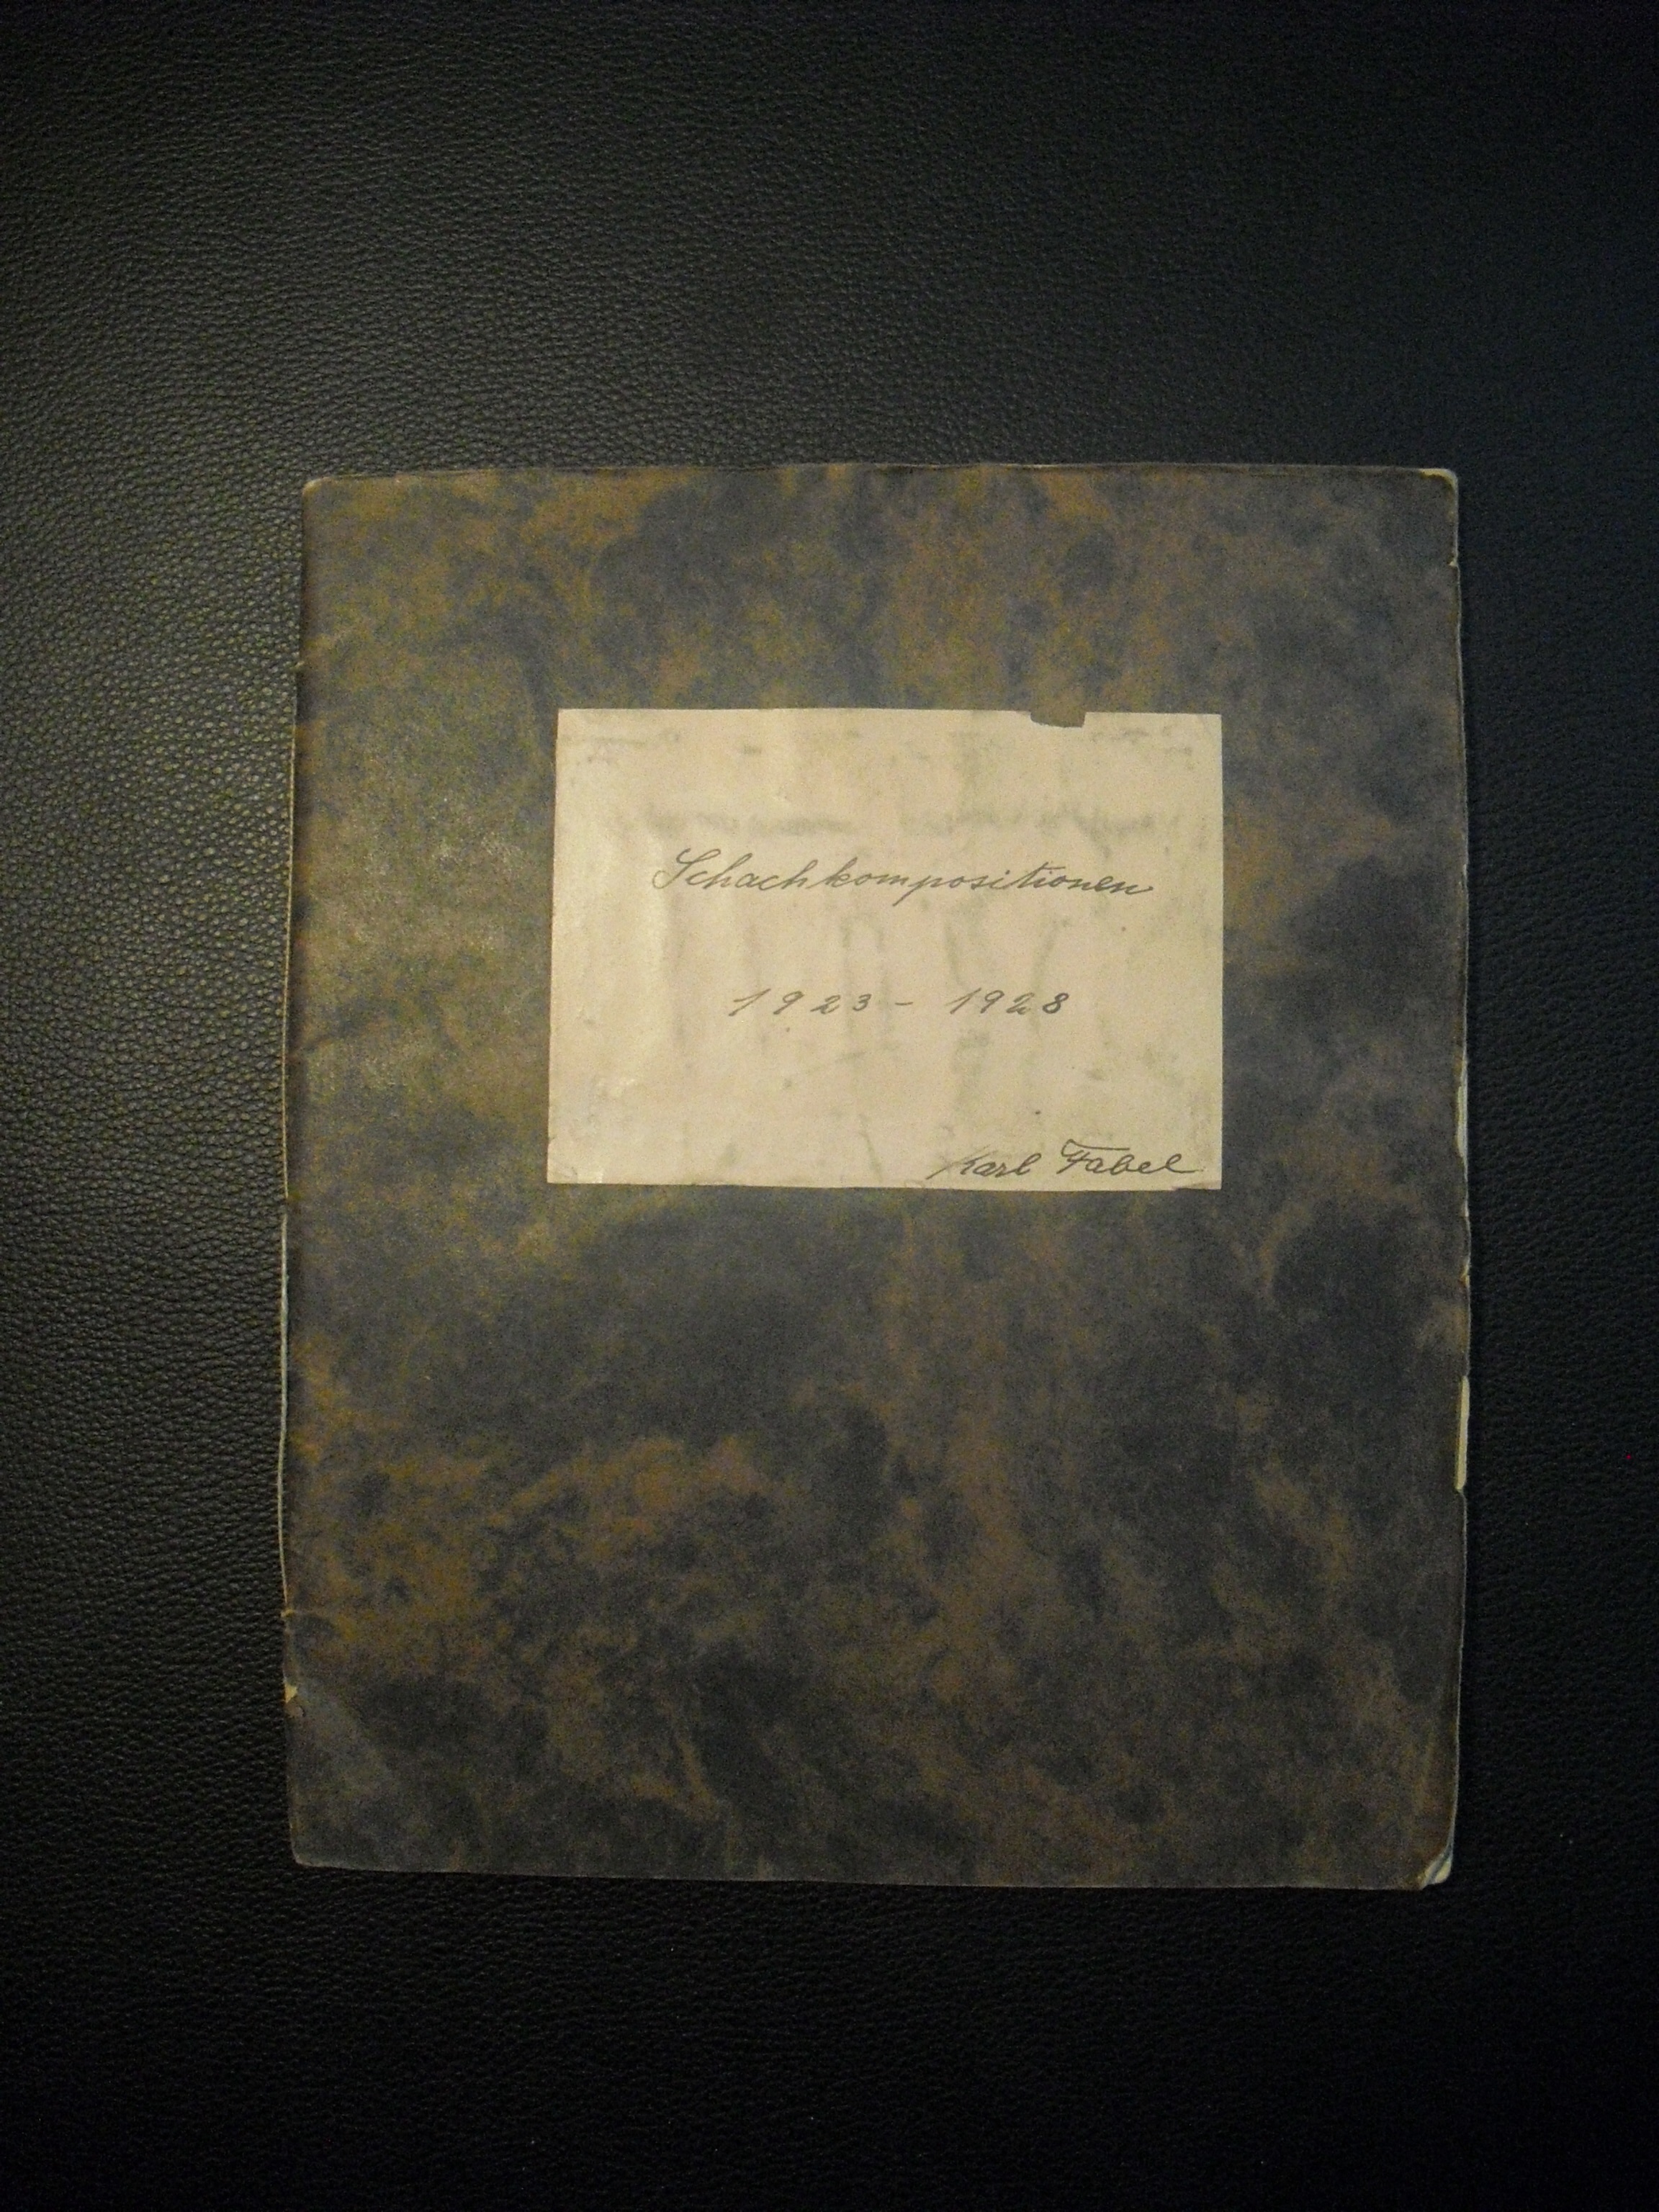 Schachkompositionen
1923 - 1928
Karl Fabel